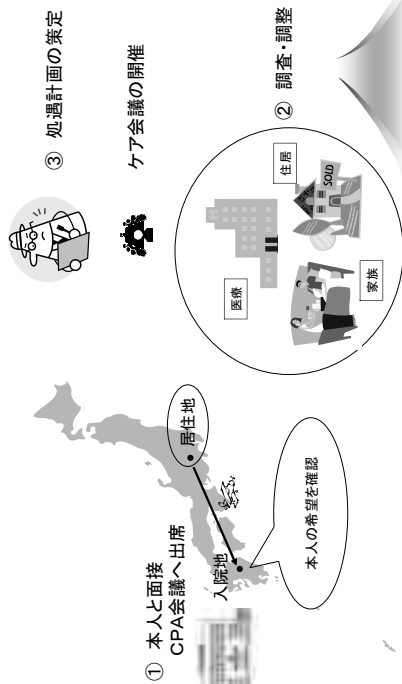 ① 本人と面接
CPA会議へ出席
入院地
居住地
本人の希望を確認
② 調査・調整
医療
住居
SOLD
家族
ケア会議の開催
③ 処遇計画の策定